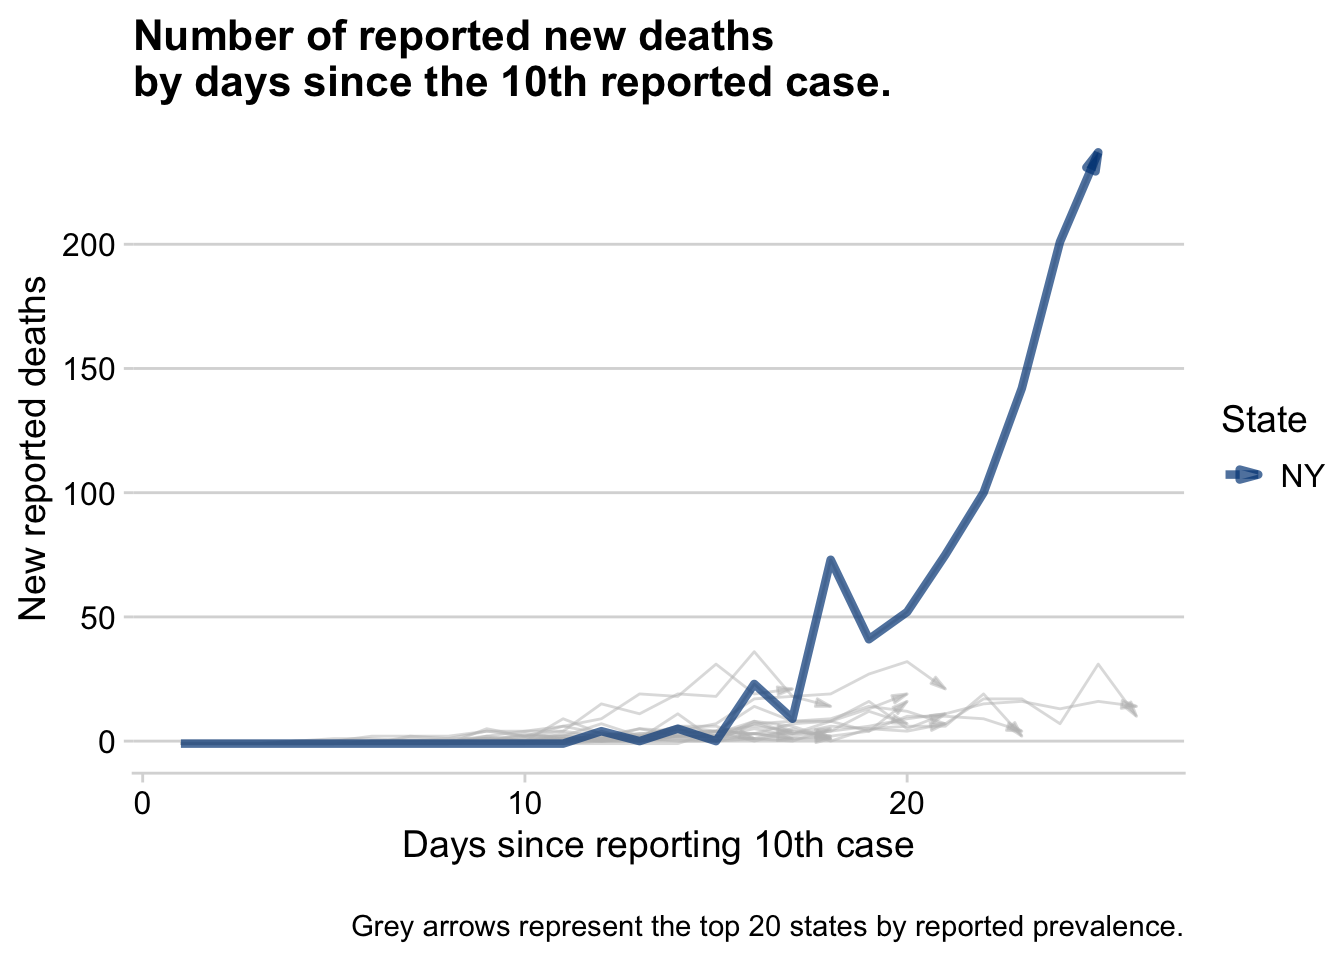 Number of reported new deaths
by days since the 10th reported case.
New reported deaths
200
150
100
50
0
0 10 20
Days since reporting 10th case
State
NY
Grey arrows represent the top 20 states by reported prevalence.